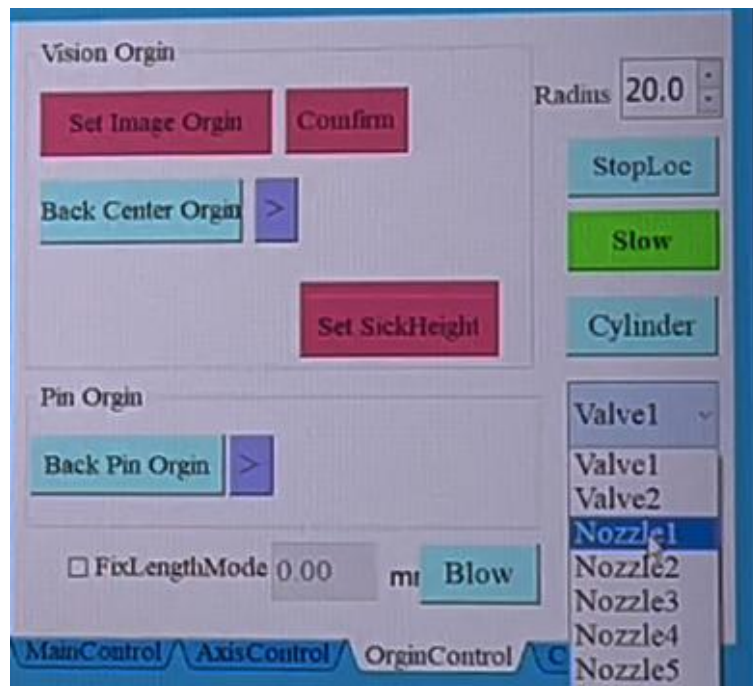 Vision Orgin
Set Image Orgin
Comfirm
Radius 20.0
StopLoc
Back Center Orgin >
Slow
Set SickHeight
Cylinder
Pin Orgin
Valve1
Back Pin Orgin >
Valve1
Valve2
Nozzle1
FixLengthMode 0.00
Blow
Nozzle2
Nozzle3
Nozzle4
Nozzle5
MainControl
AxisControl
OrginControl
C